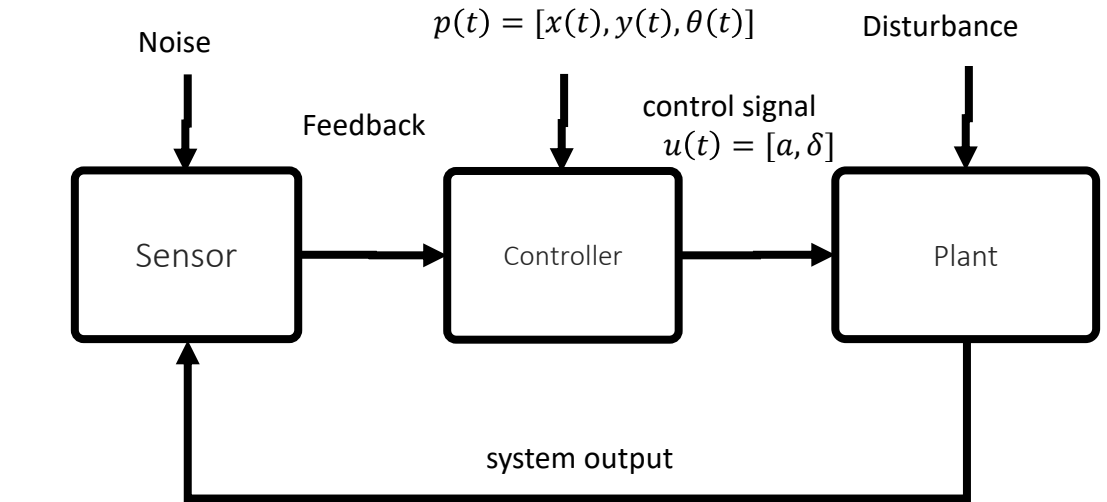 Noise
p(t) = [x(t), y(t), θ(t)]
Disturbance
Feedback
control signal
u(t) = [a, δ]
Sensor
Controller
Plant
system output